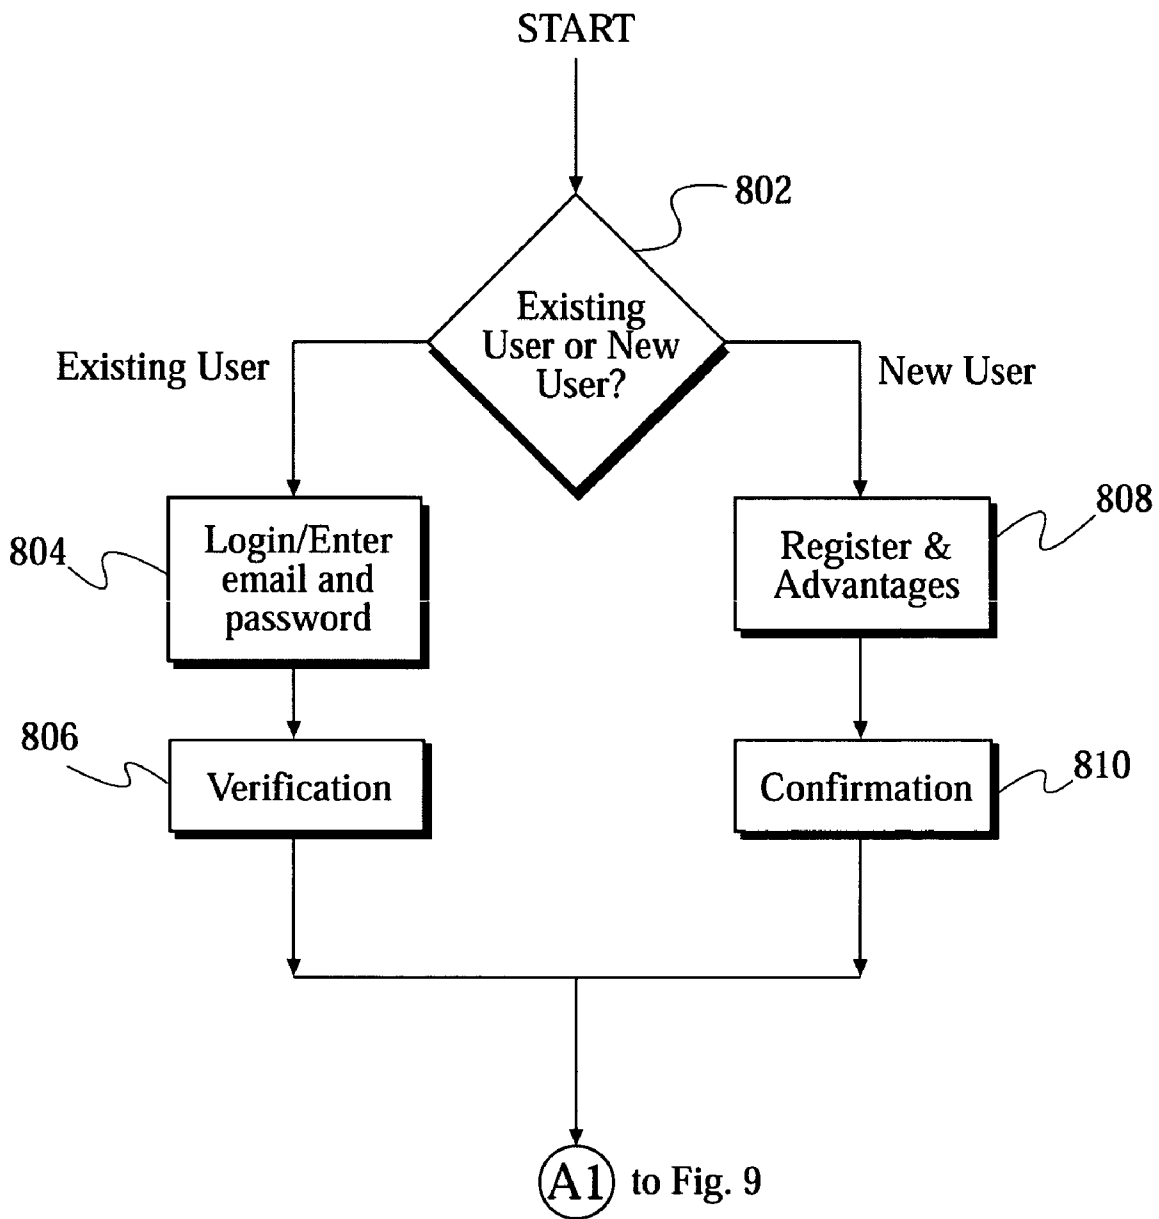 START
802
Existing
User or New
User?
Existing User
New User
804
Login/Enter
email and
password
808
Register &
Advantages
806
Verification
810
Confirmation
A1 to Fig. 9